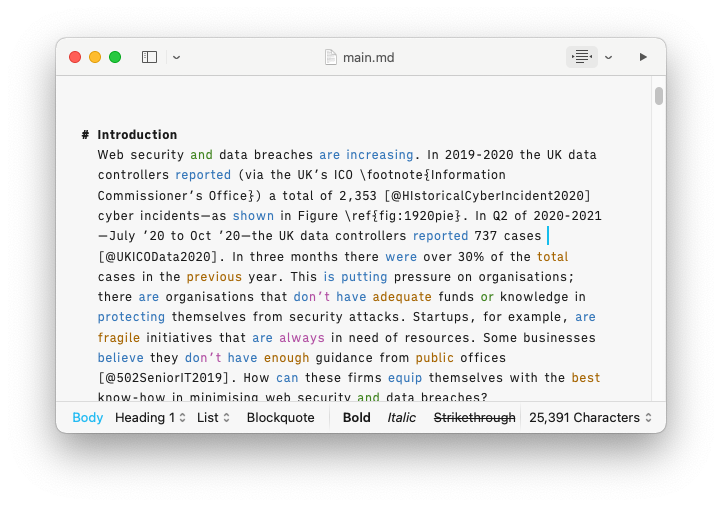 main.md
# Introduction
Web security and data breaches are increasing. In 2019-2020 the UK data
controllers reported (via the UK’s ICO \footnote{Information
Commissioner’s Office}) a total of 2,353 [@HIstoricalCyberIncident2020]
cyber incidents—as shown in Figure \ref{fig:1920pie}. In Q2 of 2020-2021
—July ’20 to Oct ’20—the UK data controllers reported 737 cases
[@UKICOData2020]. In three months there were over 30% of the total
cases in the previous year. This is putting pressure on organisations;
there are organisations that don’t have adequate funds or knowledge in
protecting themselves from security attacks. Startups, for example, are
fragile initiatives that are always in need of resources. Some businesses
believe they don’t have enough guidance from public offices
[@502SeniorIT2019]. How can these firms equip themselves with the best
know-how in minimising web security and data breaches?
Body Heading 1 List Blockquote Bold Italic Strikethrough 25,391 Characters